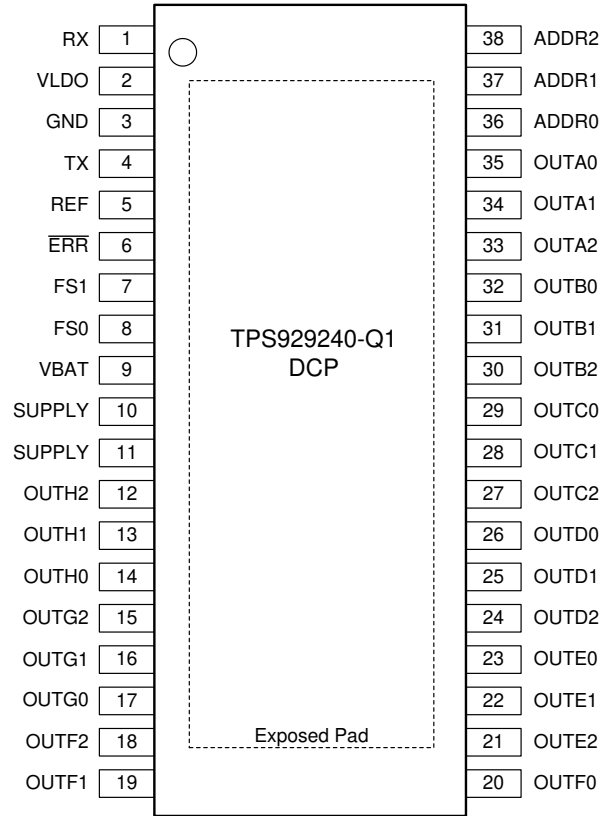 RX 1 38 ADDR2
VLDO 2 37 ADDR1
GND 3 36 ADDR0
TX 4 35 OUTA0
REF 5 34 OUTA1
ERR 6 33 OUTA2
FS1 7 32 OUTB0
FS0 8 31 OUTB1
TPS929240-Q1
DCP
VBAT 9 30 OUTB2
SUPPLY 10 29 OUTC0
SUPPLY 11 28 OUTC1
OUTH2 12 27 OUTC2
OUTH1 13 26 OUTD0
OUTH0 14 25 OUTD1
OUTG2 15 24 OUTD2
OUTG1 16 23 OUTE0
OUTG0 17 22 OUTE1
OUTF2 18 Exposed Pad 21 OUTE2
OUTF1 19 20 OUTF0